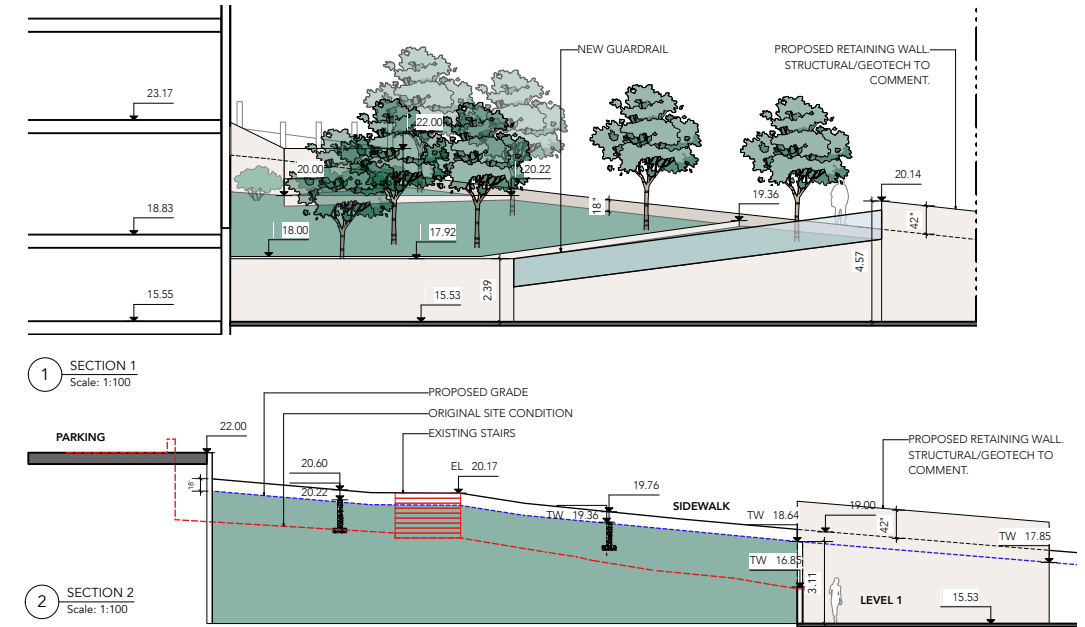 NEW GUARDRAIL
PROPOSED RETAINING WALL.
STRUCTURAL/GEOTECH TO
COMMENT.
23.17
22.00
20.00
20.22
20.14
19.36
18"
42"
18.83
18.00
17.92
4.57
2.39
15.55
15.53
1
SECTION 1
Scale: 1:100
PROPOSED GRADE
ORIGINAL SITE CONDITION
EXISTING STAIRS
PARKING
22.00
PROPOSED RETAINING WALL.
STRUCTURAL/GEOTECH TO
COMMENT.
20.60
EL 20.17
18"
20.22
19.76
SIDEWALK
TW 19.36
TW 18.64
19.00
42"
TW 17.85
TW 16.85
3.11
LEVEL 1
15.53
2
SECTION 2
Scale: 1:100